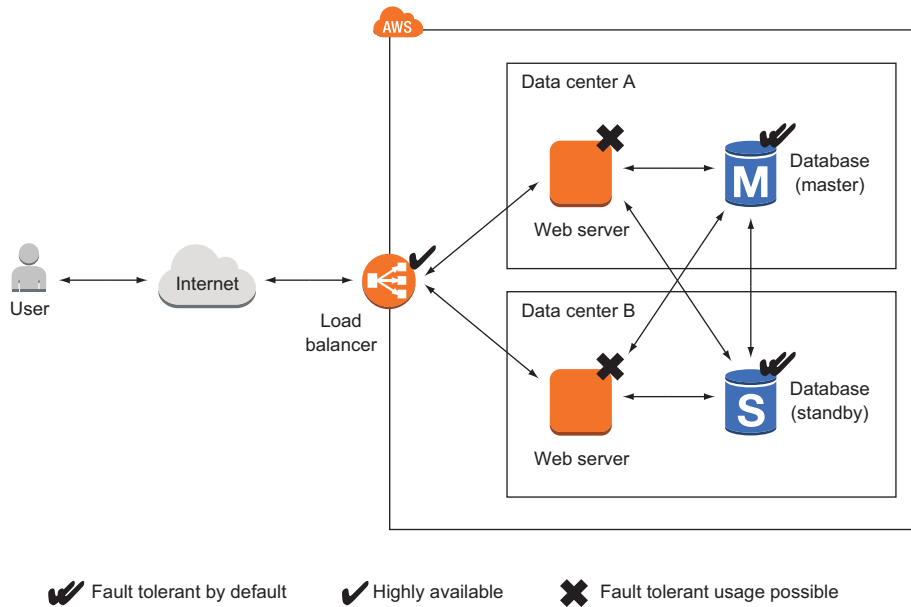 AWS
Data center A
Database
(master)
M
Web server
User
Internet
Load
balancer
Data center B
Database
(standby)
S
Web server
Fault tolerant by default
Highly available
Fault tolerant usage possible